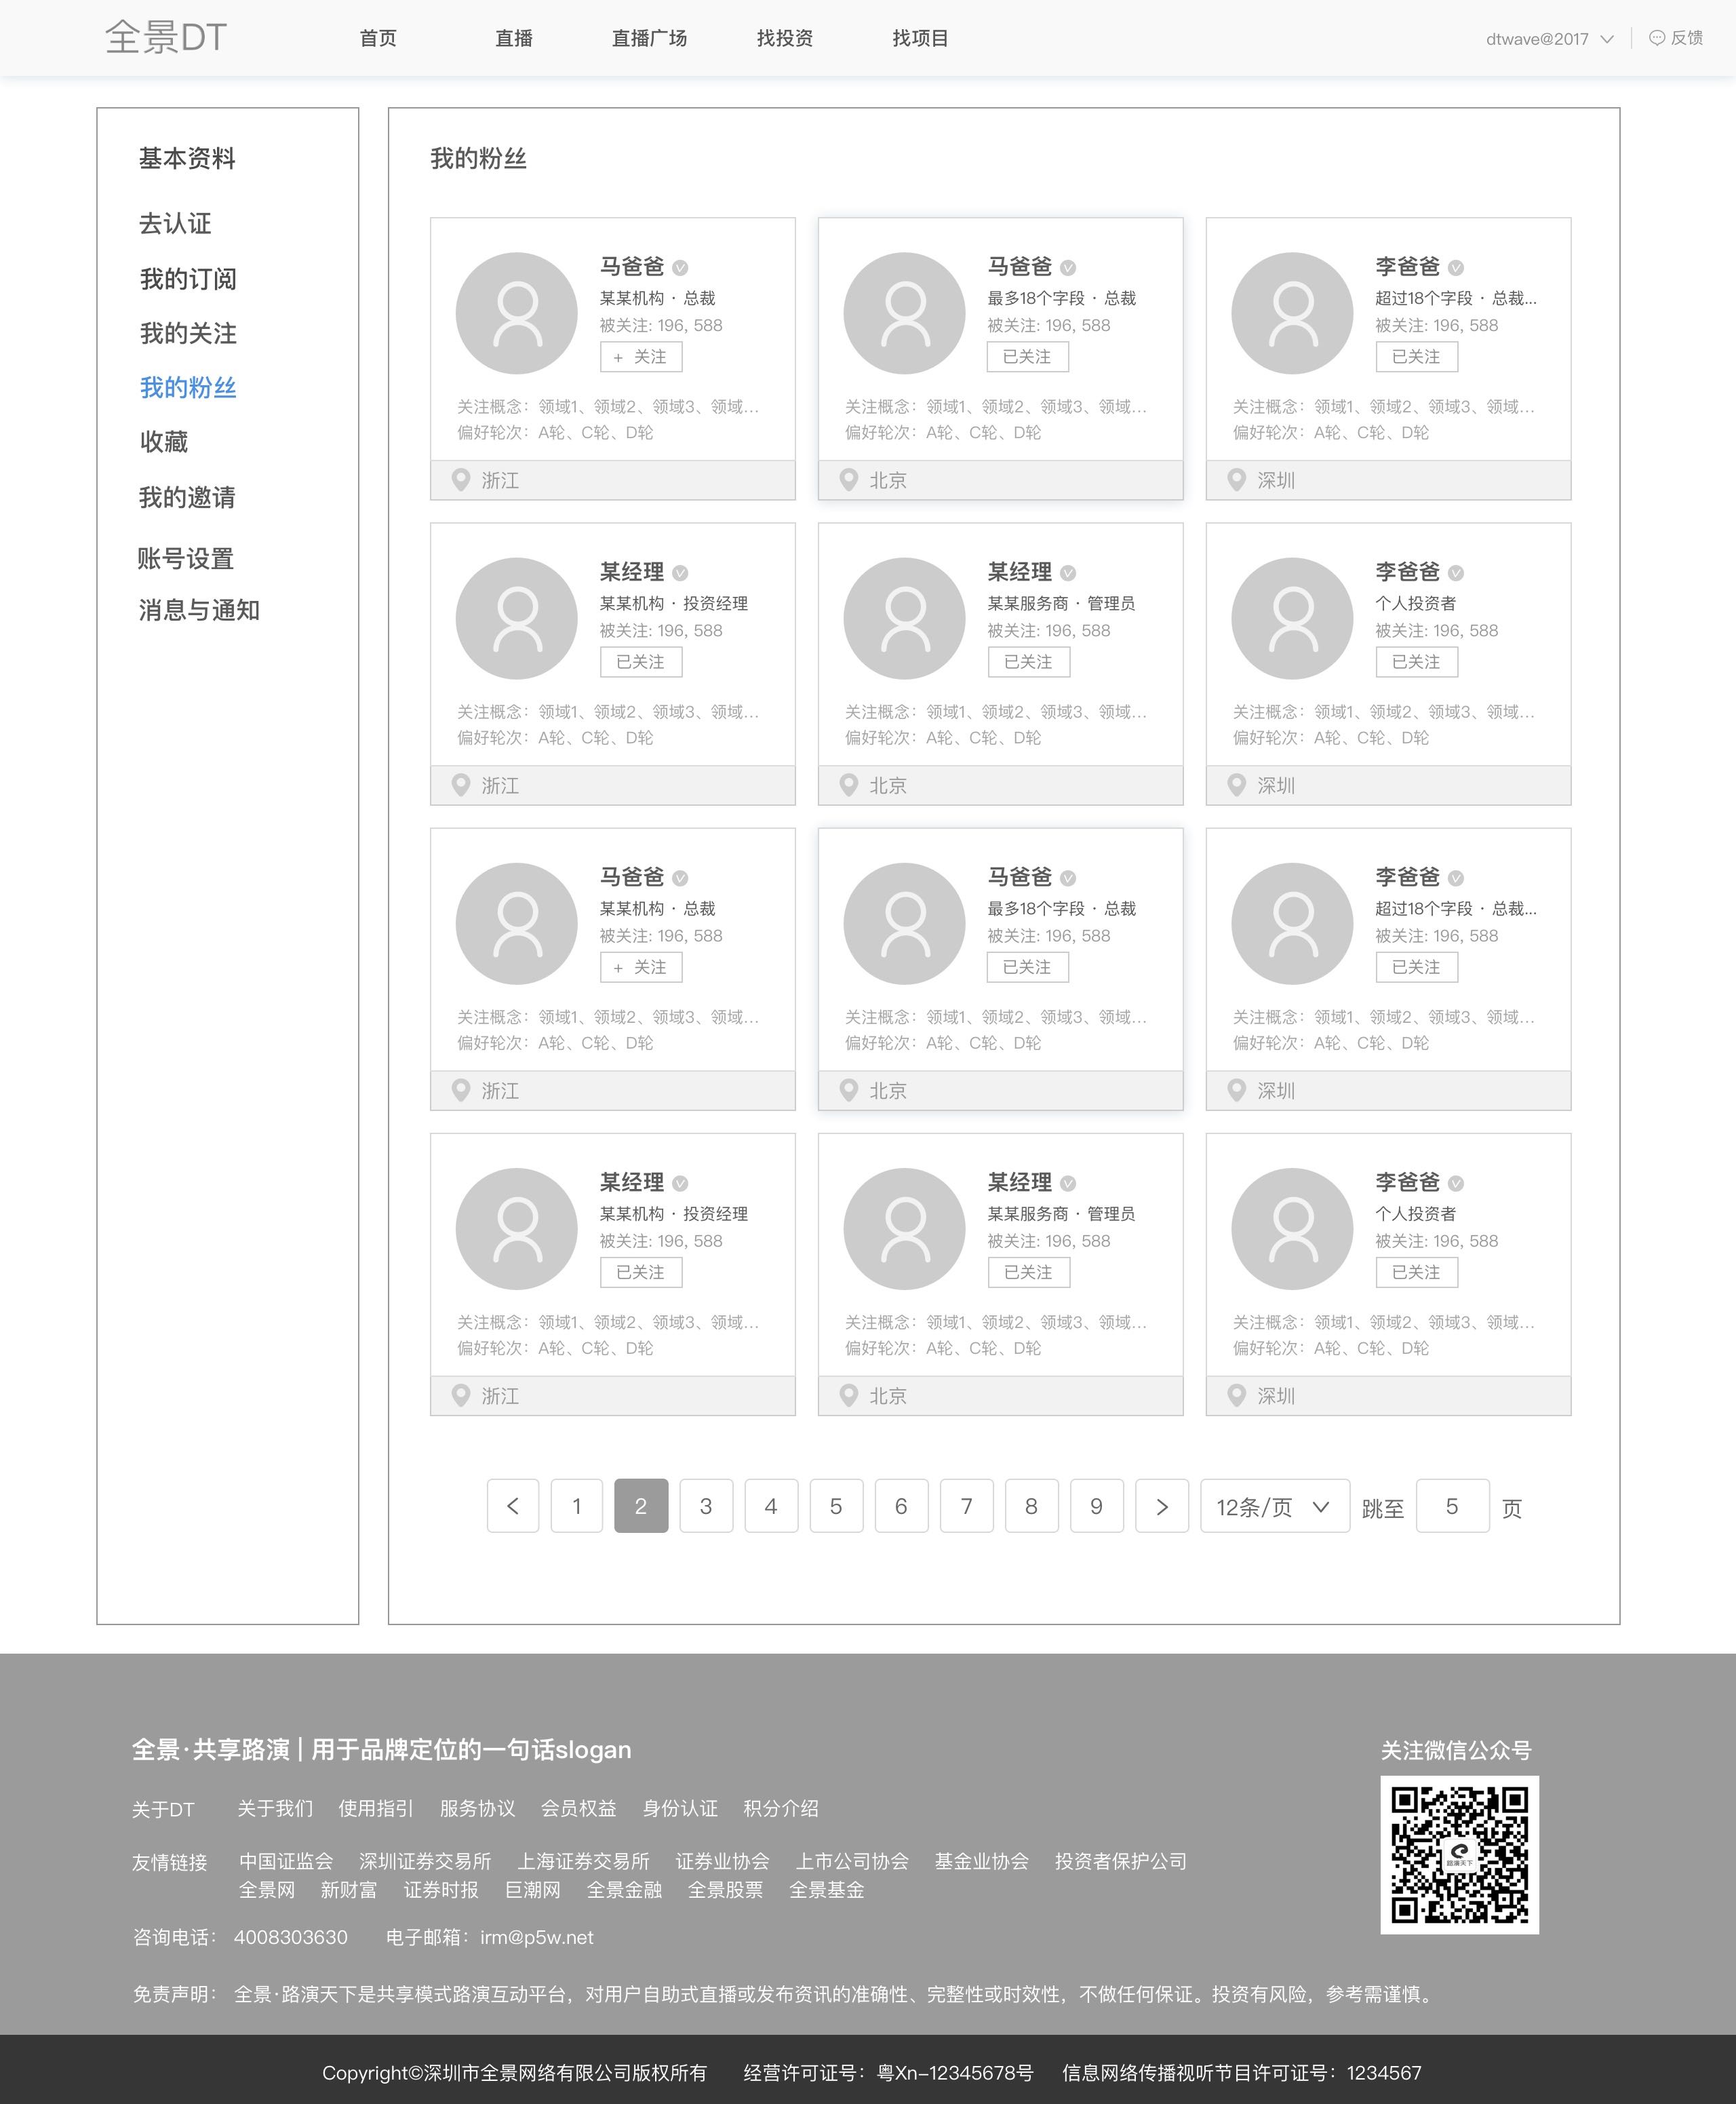 全景DT 首页 直播 直播广场 找投资 找项目 dtwave@2017 反馈
基本资料
去认证
我的订阅
我的关注
我的粉丝
收藏
我的邀请
账号设置
消息与通知
我的粉丝
马爸爸
某某机构 · 总裁
被关注: 196, 588
+ 关注
关注概念：领域1、领域2、领域3、领域...
偏好轮次：A轮、C轮、D轮
浙江
马爸爸
最多18个字段 · 总裁
被关注: 196, 588
已关注
关注概念：领域1、领域2、领域3、领域...
偏好轮次：A轮、C轮、D轮
北京
李爸爸
超过18个字段 · 总裁...
被关注: 196, 588
已关注
关注概念：领域1、领域2、领域3、领域...
偏好轮次：A轮、C轮、D轮
深圳
某经理
某某机构 · 投资经理
被关注: 196, 588
已关注
关注概念：领域1、领域2、领域3、领域...
偏好轮次：A轮、C轮、D轮
浙江
某经理
某某服务商 · 管理员
被关注: 196, 588
已关注
关注概念：领域1、领域2、领域3、领域...
偏好轮次：A轮、C轮、D轮
北京
李爸爸
个人投资者
被关注: 196, 588
已关注
关注概念：领域1、领域2、领域3、领域...
偏好轮次：A轮、C轮、D轮
深圳
马爸爸
某某机构 · 总裁
被关注: 196, 588
+ 关注
关注概念：领域1、领域2、领域3、领域...
偏好轮次：A轮、C轮、D轮
浙江
马爸爸
最多18个字段 · 总裁
被关注: 196, 588
已关注
关注概念：领域1、领域2、领域3、领域...
偏好轮次：A轮、C轮、D轮
北京
李爸爸
超过18个字段 · 总裁...
被关注: 196, 588
已关注
关注概念：领域1、领域2、领域3、领域...
偏好轮次：A轮、C轮、D轮
深圳
某经理
某某机构 · 投资经理
被关注: 196, 588
已关注
关注概念：领域1、领域2、领域3、领域...
偏好轮次：A轮、C轮、D轮
浙江
某经理
某某服务商 · 管理员
被关注: 196, 588
已关注
关注概念：领域1、领域2、领域3、领域...
偏好轮次：A轮、C轮、D轮
北京
李爸爸
个人投资者
被关注: 196, 588
已关注
关注概念：领域1、领域2、领域3、领域...
偏好轮次：A轮、C轮、D轮
深圳
< 1 2 3 4 5 6 7 8 9 > 12条/页 跳至 5 页
全景·共享路演 | 用于品牌定位的一句话slogan
关于DT 关于我们 使用指引 服务协议 会员权益 身份认证 积分介绍
友情链接 中国证监会 深圳证券交易所 上海证券交易所 证券业协会 上市公司协会 基金业协会 投资者保护公司
全景网 新财富 证券时报 巨潮网 全景金融 全景股票 全景基金
咨询电话： 4008303630 电子邮箱：irm@p5w.net
免责声明： 全景·路演天下是共享模式路演互动平台，对用户自助式直播或发布资讯的准确性、完整性或时效性，不做任何保证。投资有风险，参考需谨慎。
关注微信公众号
路演天下
Copyright©深圳市全景网络有限公司版权所有 经营许可证号：粤Xn-12345678号 信息网络传播视听节目许可证号：1234567